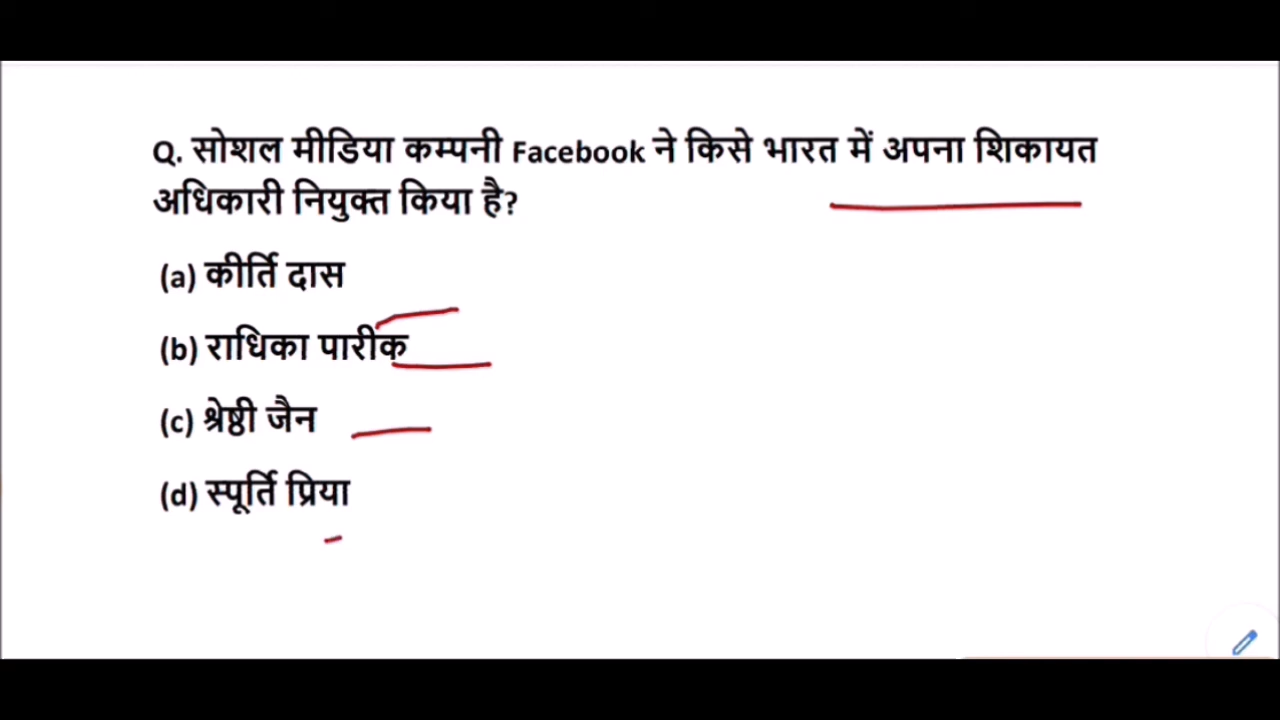 Q. सोशल मीडिया कम्पनी Facebook ने किसे भारत में अपना शिकायत
अधिकारी नियुक्त किया है?
(a) कीर्ति दास
(b) राधिका पारीक
(c) श्रेष्ठी जैन
(d) स्पूर्ति प्रिया